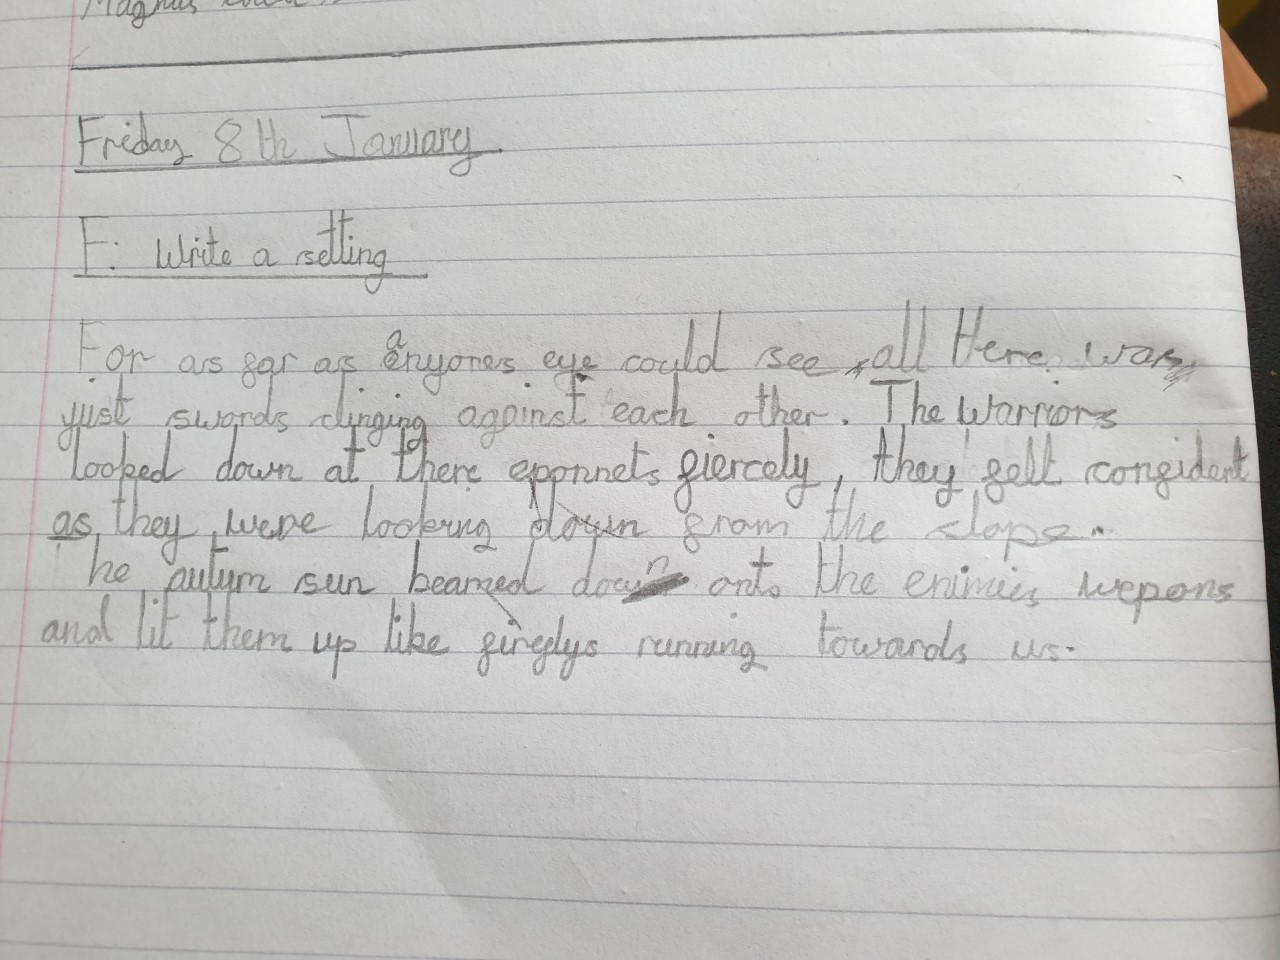 Magnus
Friday 8th January
F: Write a setting
For as far as anyones eye could see, all there was
just swords clinging against each other. The warriors
looked down at there eponnets fiercely, they felt confident
as they were looking down from the slope.
The autum sun beamed down onto the enimies wepons
and lit them up like fireflys running towards us.